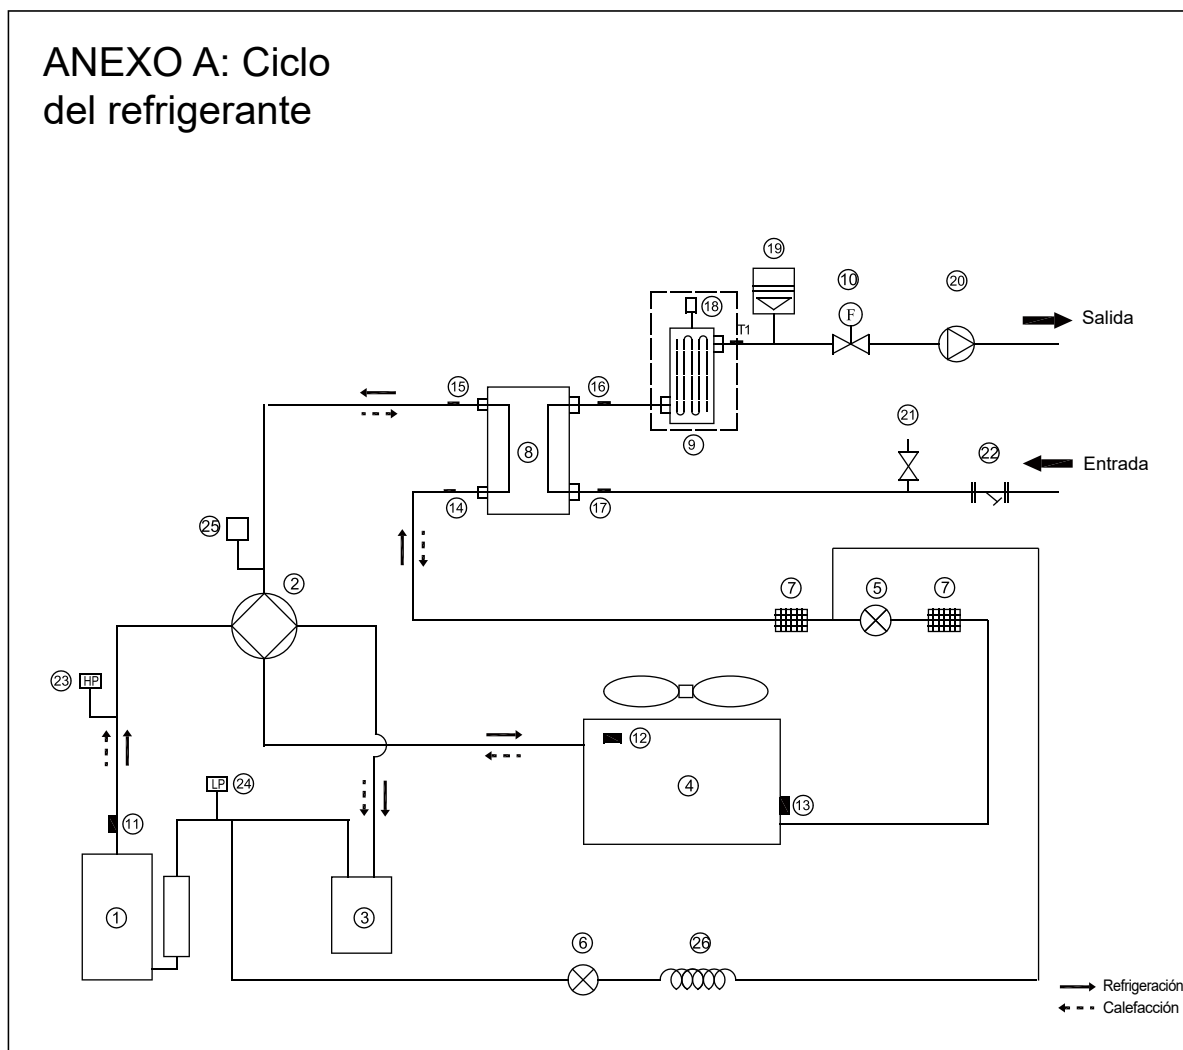 ANEXO A: Ciclo
del refrigerante
19
10
20
18
F
Salida
T1
15
16
21
9
8
22
Entrada
14
17
25
2
7
5
7
23
HP
12
24
LP
4
13
11
1
3
6
26
Refrigeración
Calefacción